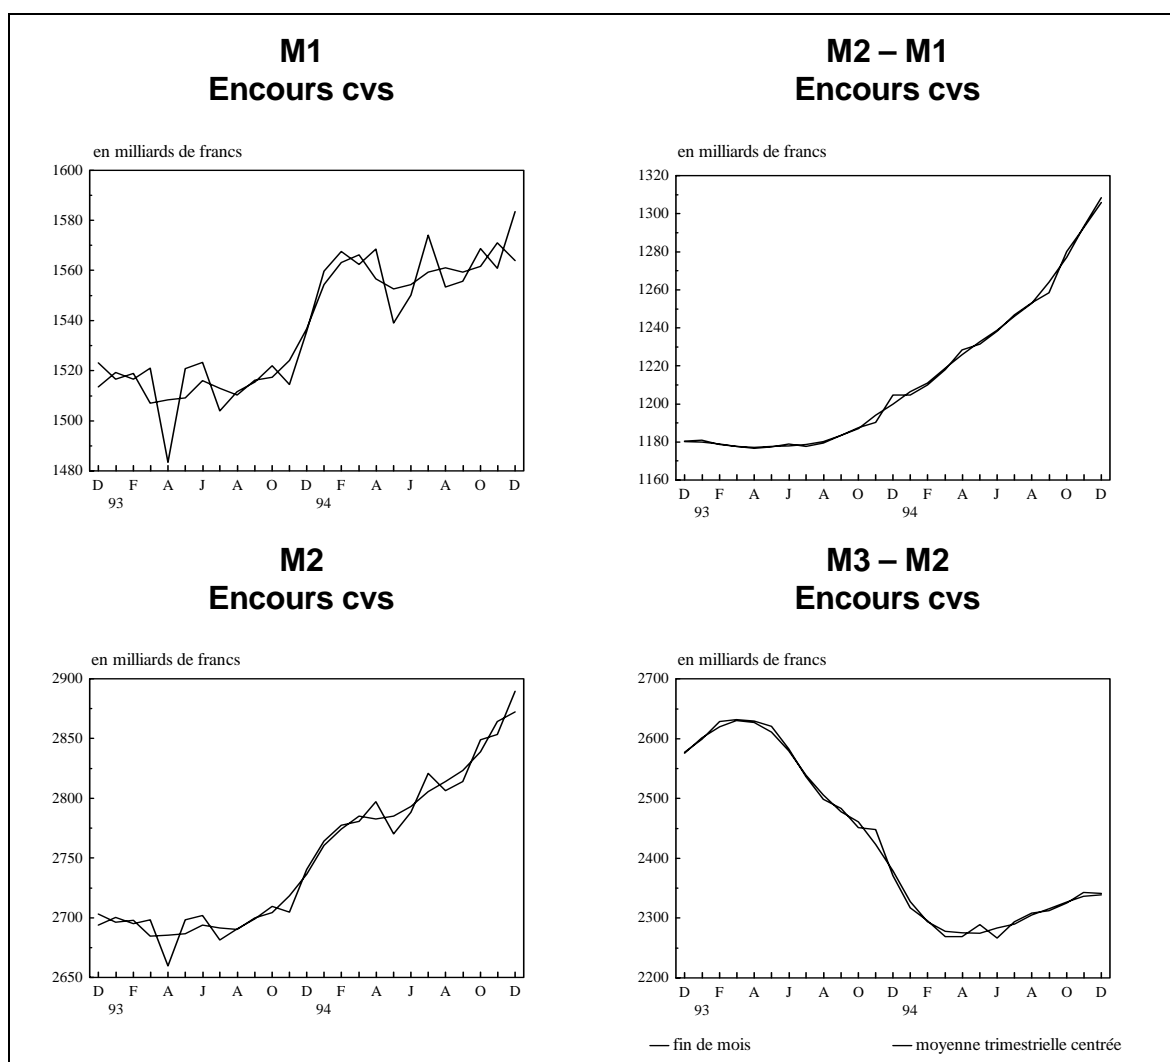 M1
Encours cvs
en milliards de francs
1600
1580
1560
1540
1520
1500
1480
D F A J A O D F A J A O D
93 94
M2 – M1
Encours cvs
en milliards de francs
1320
1300
1280
1260
1240
1220
1200
1180
1160
D F A J A O D F A J A O D
93 94
M2
Encours cvs
en milliards de francs
2900
2850
2800
2750
2700
2650
D F A J A O D F A J A O D
93 94
M3 – M2
Encours cvs
en milliards de francs
2700
2600
2500
2400
2300
2200
D F A J A O D F A J A O D
93 94
fin de mois moyenne trimestrielle centrée